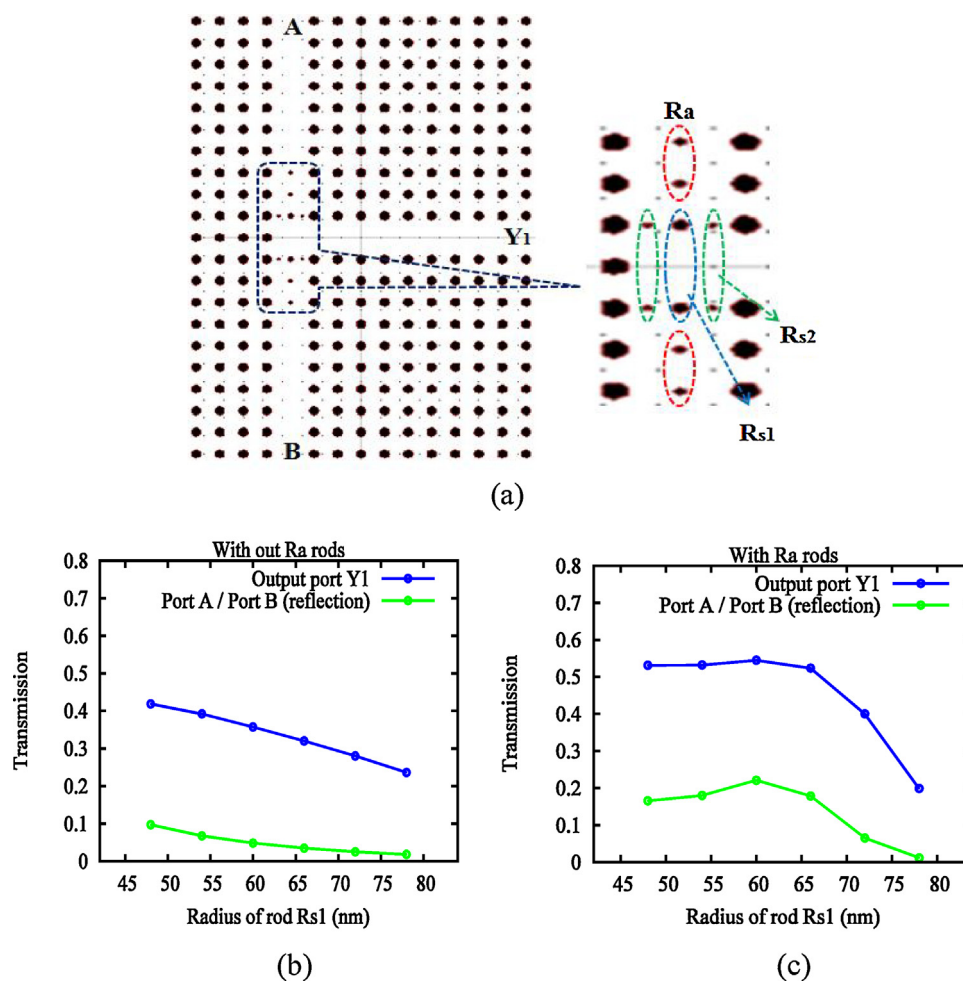 A
Y1
B
Ra
Rs2
Rs1
(a)
With out Ra rods
Output port Y1
Port A / Port B (reflection)
Transmission
0.8
0.7
0.6
0.5
0.4
0.3
0.2
0.1
0
45 50 55 60 65 70 75 80
Radius of rod Rs1 (nm)
(b)
With Ra rods
Output port Y1
Port A / Port B (reflection)
Transmission
0.8
0.7
0.6
0.5
0.4
0.3
0.2
0.1
0
45 50 55 60 65 70 75 80
Radius of rod Rs1 (nm)
(c)